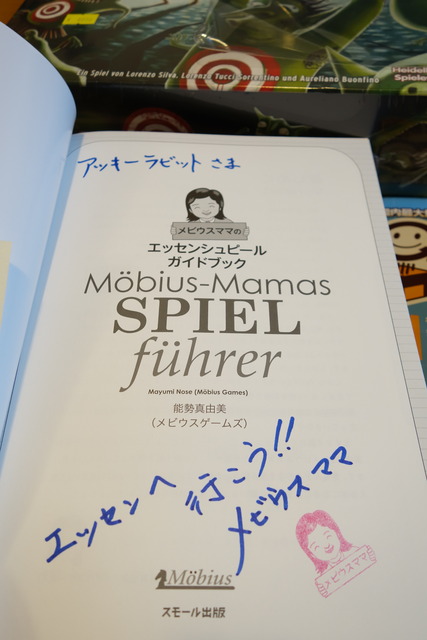 Ein Spiel von Lorenzo Silva, Lorenzo Tucci Sorrentino und Aureliano Buonfino
Heidel
Spiele
アッキーラビット さま
メビウスママの
エッセンシュピール
ガイドブック
Möbius-Mamas
SPIEL
führer
Mayumi Nose (Möbius Games)
能勢真由美
(メビウスゲームズ)
エッセンへ 行こう!!
メビウスママ
メビウスママ
Möbius
スモール出版